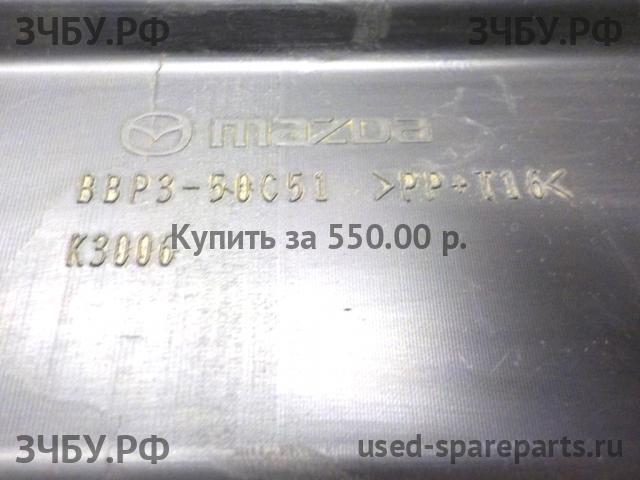 ЗЧБУ.РФ ЗЧБУ.РФ
mazda
BBP3-50C51 >PP+T16<
K3006 Купить за 550.00 р.
ЗЧБУ.РФ used-spareparts.ru